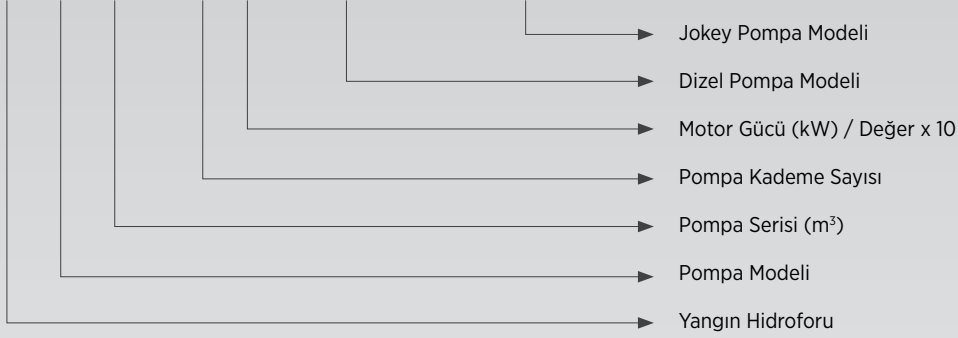 Jokey Pompa Modeli
Dizel Pompa Modeli
Motor Gücü (kW) / Değer x 10
Pompa Kademe Sayısı
Pompa Serisi (m³)
Pompa Modeli
Yangın Hidroforu